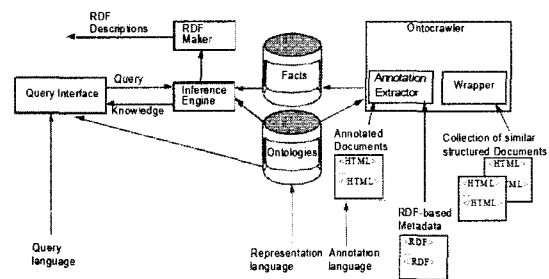 RDF
Descriptions
RDF
Maker
Ontocrawler
Facts
Annotation
Extractor
Wrapper
Query Interface
Query
Inference
Engine
Knowledge
Ontologies
Annotated
Documents
<HTML>
<HTML>
Collection of similar
structured Documents
<HTML>
<HTML>
HTML>
<HTML>
RDF-based
Metadata
<RDF>
<RDF>
Query
language
Representation
language
Annotation
language